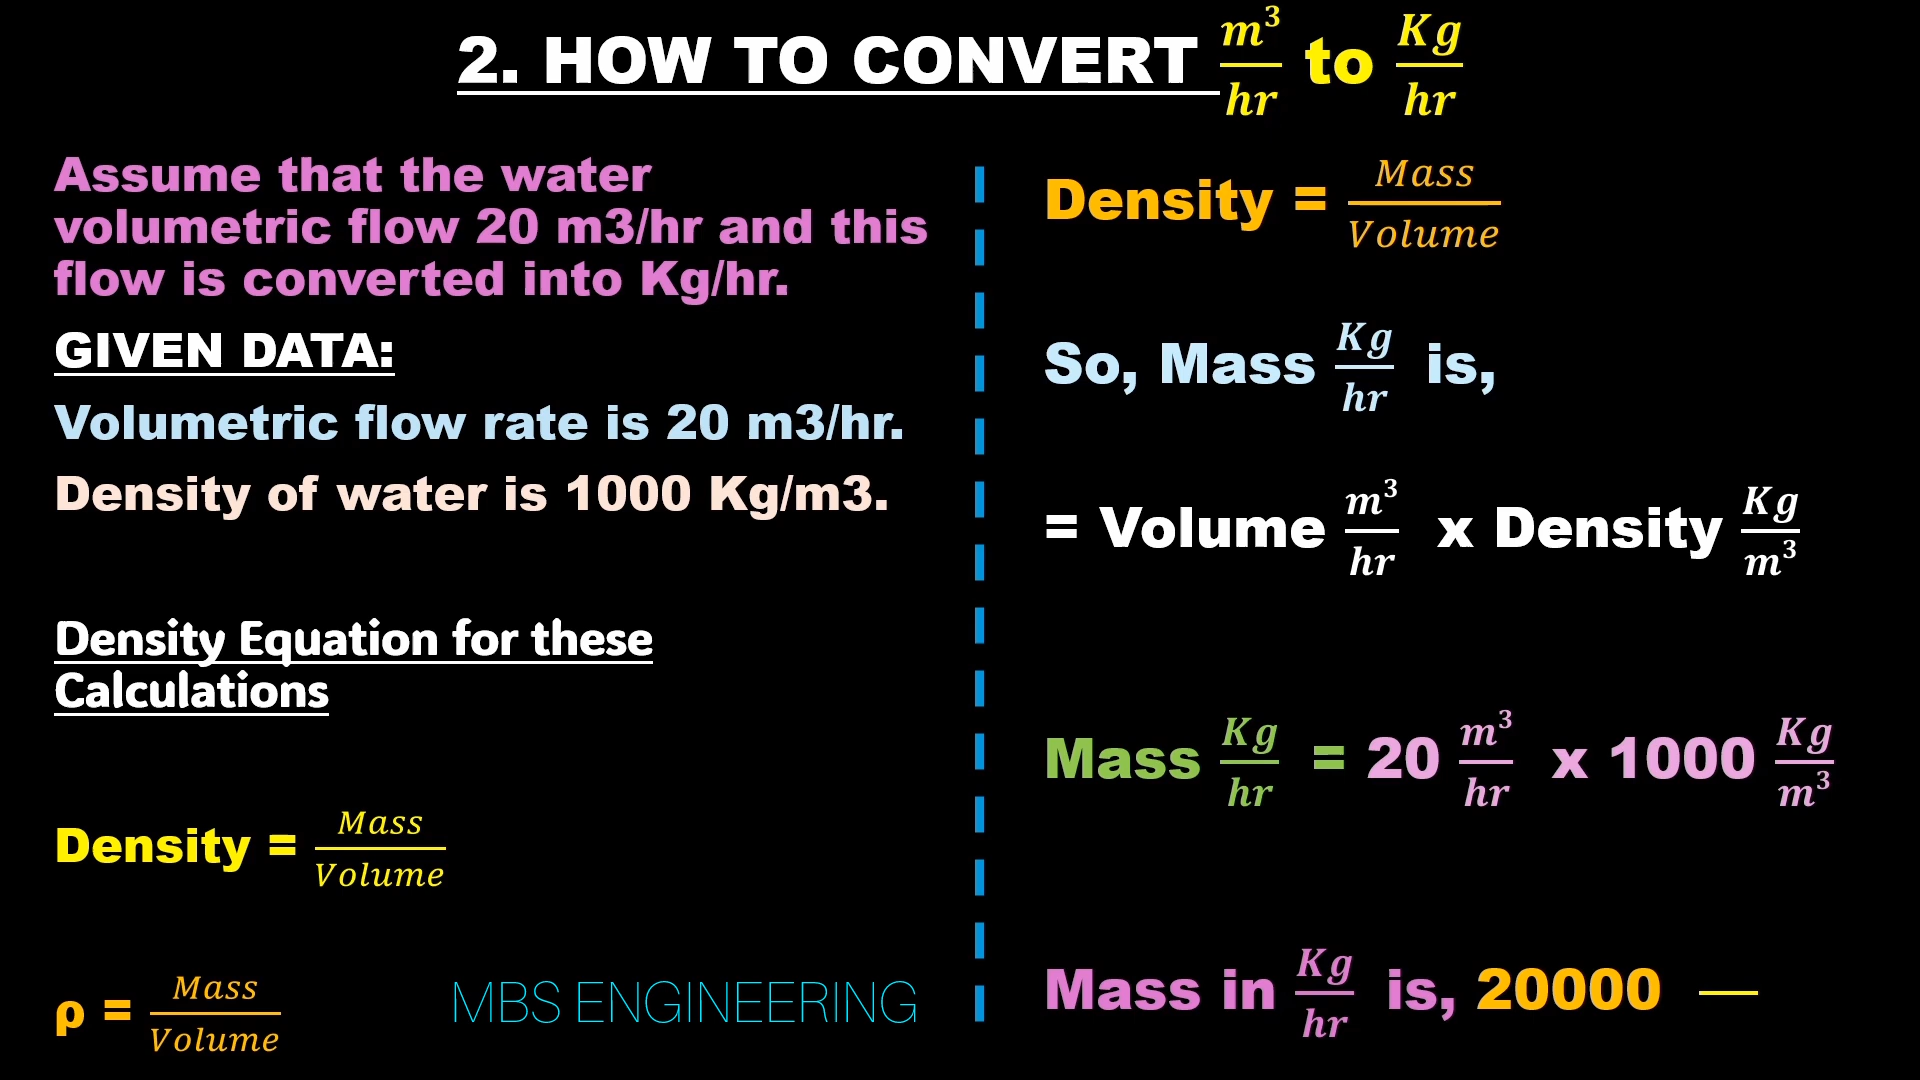 2. HOW TO CONVERT m³/hr to Kg/hr
Assume that the water
volumetric flow 20 m3/hr and this
flow is converted into Kg/hr.
GIVEN DATA:
Volumetric flow rate is 20 m3/hr.
Density of water is 1000 Kg/m3.
Density Equation for these
Calculations
Density = Mass/Volume
ρ = Mass/Volume
MBS ENGINEERING
Density = Mass/Volume
So, Mass Kg/hr is,
= Volume m³/hr x Density Kg/m³
Mass Kg/hr = 20 m³/hr x 1000 Kg/m³
Mass in Kg/hr is, 20000 —